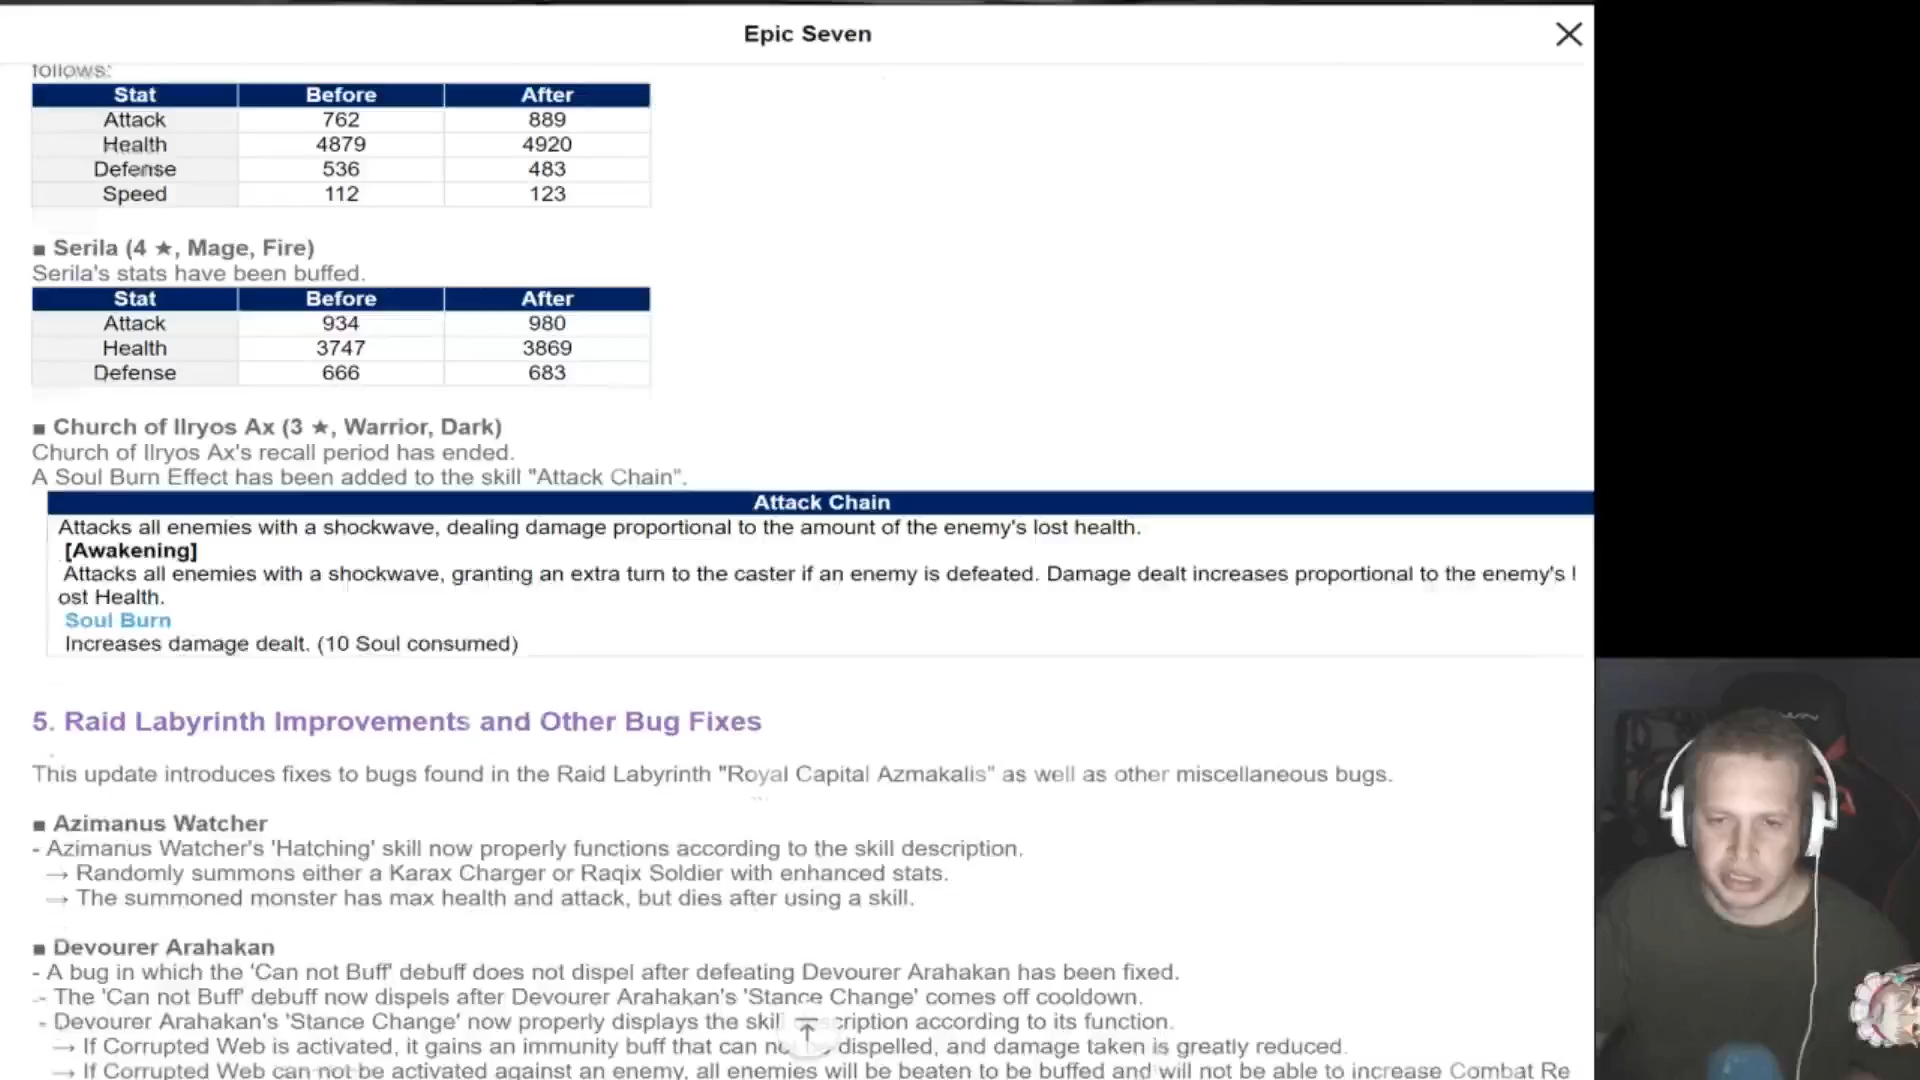 Epic Seven
follows:
Stat Before After
Attack 762 889
Health 4879 4920
Defense 536 483
Speed 112 123
■ Serila (4 ★, Mage, Fire)
Serila's stats have been buffed.
Stat Before After
Attack 934 980
Health 3747 3869
Defense 666 683
■ Church of Ilryos Ax (3 ★, Warrior, Dark)
Church of Ilryos Ax's recall period has ended.
A Soul Burn Effect has been added to the skill "Attack Chain".
Attack Chain
Attacks all enemies with a shockwave, dealing damage proportional to the amount of the enemy's lost health.
[Awakening]
Attacks all enemies with a shockwave, granting an extra turn to the caster if an enemy is defeated. Damage dealt increases proportional to the enemy's l
ost Health.
Soul Burn
Increases damage dealt. (10 Soul consumed)
5. Raid Labyrinth Improvements and Other Bug Fixes
This update introduces fixes to bugs found in the Raid Labyrinth "Royal Capital Azmakalis" as well as other miscellaneous bugs.
■ Azimanus Watcher
- Azimanus Watcher's 'Hatching' skill now properly functions according to the skill description.
→ Randomly summons either a Karax Charger or Raqix Soldier with enhanced stats.
→ The summoned monster has max health and attack, but dies after using a skill.
■ Devourer Arahakan
- A bug in which the 'Can not Buff' debuff does not dispel after defeating Devourer Arahakan has been fixed.
- The 'Can not Buff' debuff now dispels after Devourer Arahakan's 'Stance Change' comes off cooldown.
- Devourer Arahakan's 'Stance Change' now properly displays the skill cription according to its function.
→ If Corrupted Web is activated, it gains an immunity buff that can dispelled, and damage taken is greatly reduced.
→ If Corrupted Web can not be activated against an enemy, all enemies will be beaten to be buffed and will not be able to increase Combat Re